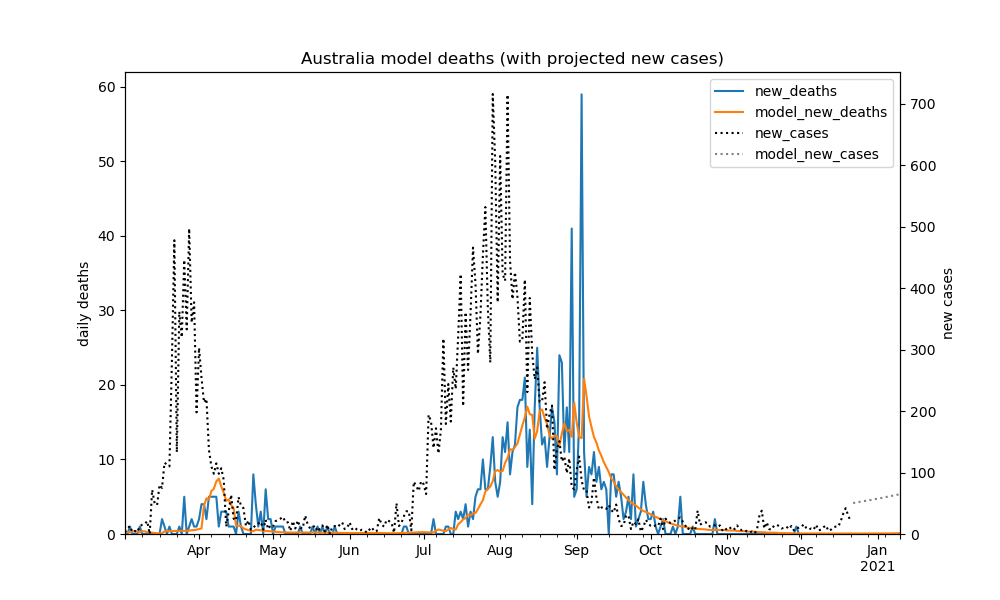 Australia model deaths (with projected new cases)
new_deaths
model_new_deaths
new_cases
model_new_cases
daily deaths
60
50
40
30
20
10
0
new cases
700
600
500
400
300
200
100
0
Apr May Jun Jul Aug Sep Oct Nov Dec Jan
2021